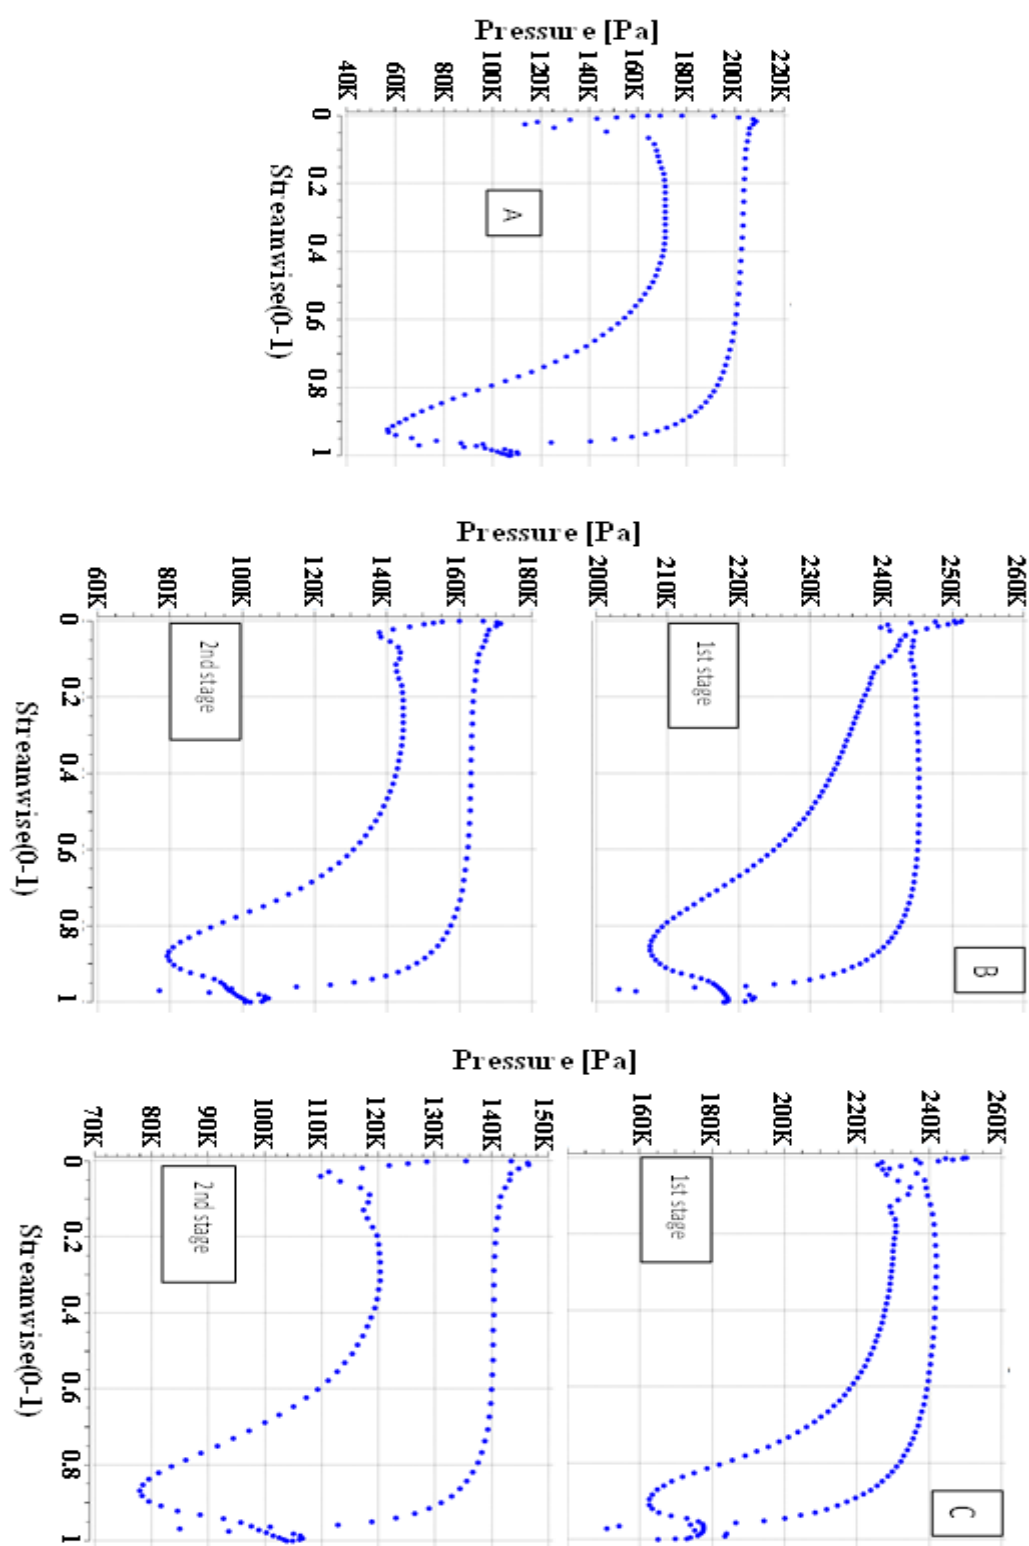 Pressure [Pa]
220K
200K
180K
160K
140K
120K
100K
80K
60K
40K
0
0.2
0.4
0.6
0.8
1
Streamwise(0-1)
A
Pressure [Pa]
260K
250K
240K
230K
220K
210K
200K
1st stage
B
180K
160K
140K
120K
100K
80K
60K
2nd stage
0
0.2
0.4
0.6
0.8
1
Streamwise(0-1)
Pressure [Pa]
260K
240K
220K
200K
180K
160K
1st stage
C
150K
140K
130K
120K
110K
100K
90K
80K
70K
2nd stage
0
0.2
0.4
0.6
0.8
1
Streamwise(0-1)